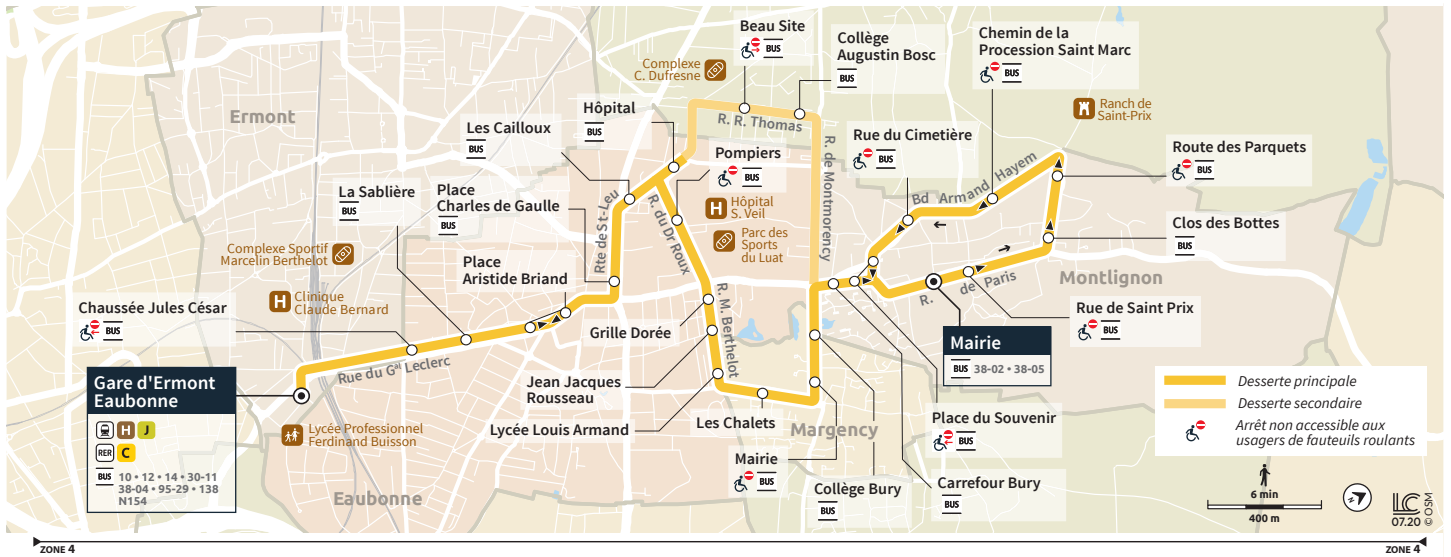 Beau Site
BUS
Collège
Augustin Bosc
BUS
Chemin de la
Procession Saint Marc
BUS
Complexe
C. Dufresne
Ermont
Hôpital
BUS
R. R. Thomas
Ranch de
Saint-Prix
Les Cailloux
BUS
Pompiers
BUS
Rue du Cimetière
BUS
Route des Parquets
BUS
R. de Montmorency
Bd Armand Hayem
La Sablière
BUS
Place
Charles de Gaulle
BUS
Rte de St-Leu
R. du Dr Roux
H
Hôpital
S. Veil
Parc des
Sports
du Luat
Clos des Bottes
BUS
Complexe Sportif
Marcelin Berthelot
Place
Aristide Briand
Montlignon
R. de Paris
H
Clinique
Claude Bernard
Chaussée Jules César
BUS
Grille Dorée
R. M. Berthelot
Rue de Saint Prix
BUS
Mairie
BUS 38-02 • 38-05
Rue du Gal Leclerc
Gare d'Ermont
Eaubonne
H J
RER C
BUS 10 • 12 • 14 • 30-11
38-04 • 95-29 • 138
N154
Jean Jacques
Rousseau
Lycée Louis Armand
Les Chalets
Lycée Professionnel
Ferdinand Buisson
Margency
Mairie
BUS
Place du Souvenir
BUS
Collège Bury
BUS
Carrefour Bury
BUS
Eaubonne
Desserte principale
Desserte secondaire
Arrêt non accessible aux
usagers de fauteuils roulants
6 min
400 m
N
LC
07.20
© OSM
ZONE 4
ZONE 4